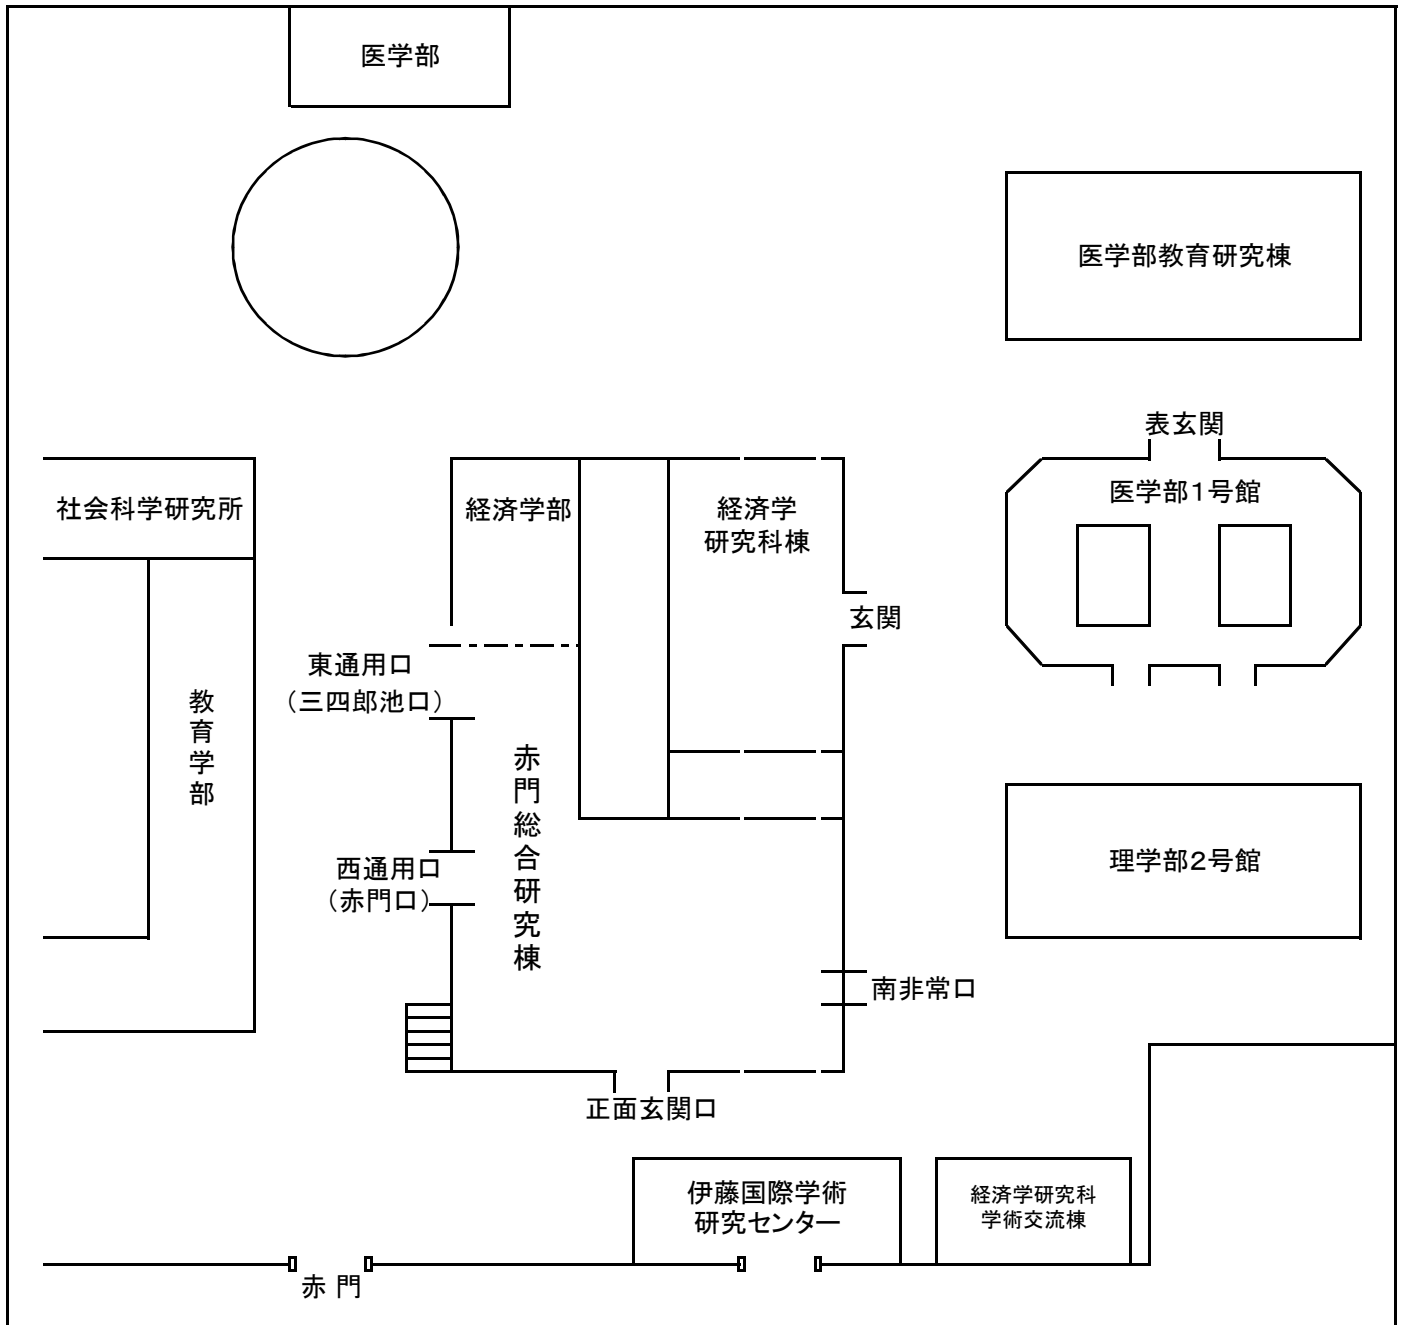 医学部
医学部教育研究棟
表玄関
社会科学研究所
経済学部
経済学
研究科棟
医学部1号館
玄関
東通用口
(三四郎池口)
教育学部
赤門総合研究棟
西通用口
(赤門口)
理学部2号館
南非常口
正面玄関口
伊藤国際学術
研究センター
経済学研究科
学術交流棟
赤 門